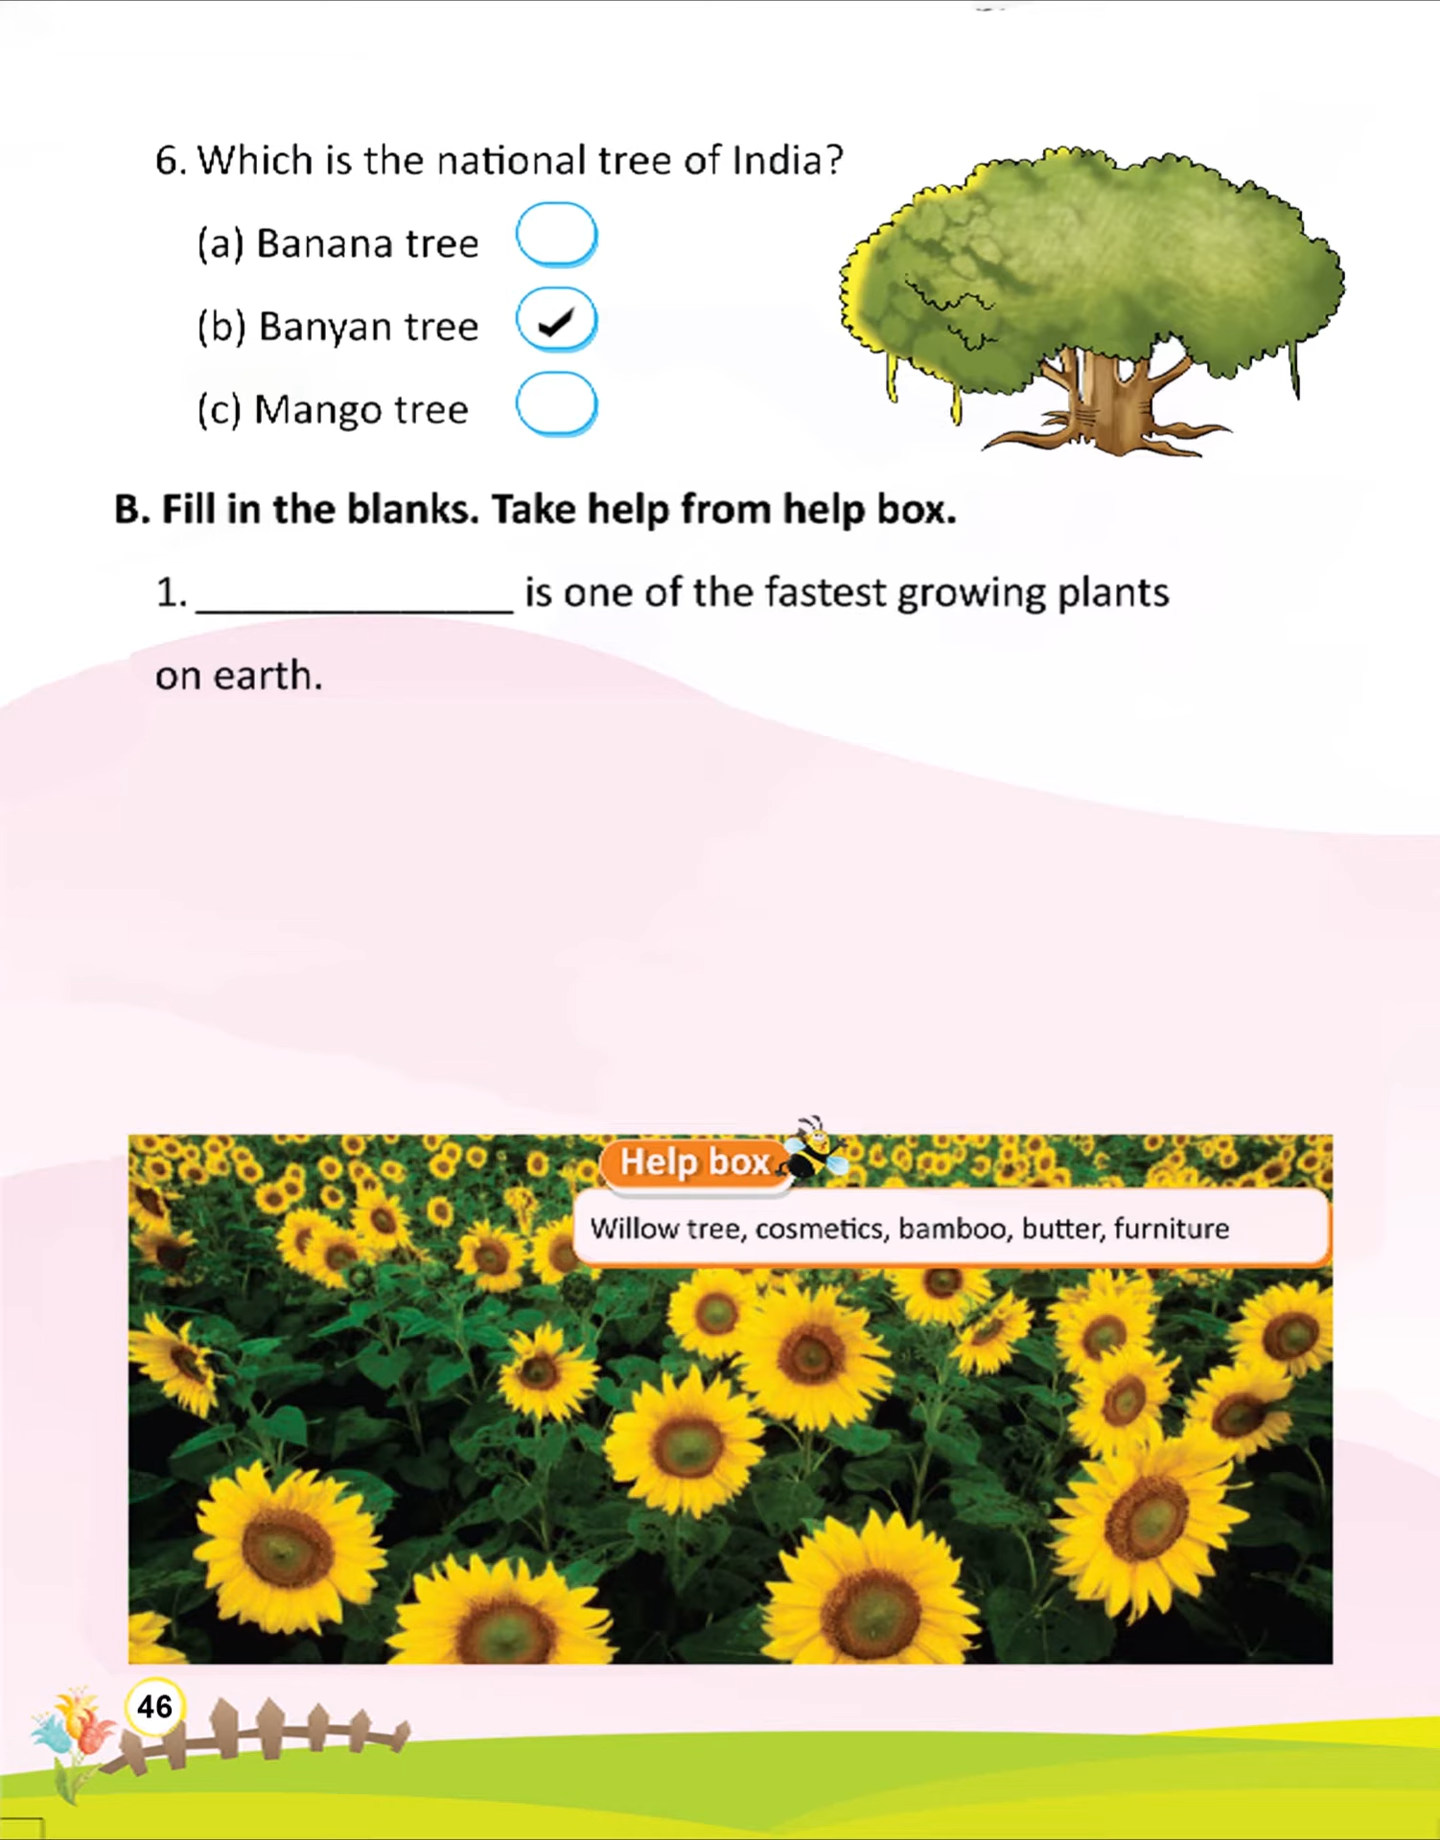 6. Which is the national tree of India?
(a) Banana tree
(b) Banyan tree
(c) Mango tree
B. Fill in the blanks. Take help from help box.
1. ______________ is one of the fastest growing plants
on earth.
Help box
Willow tree, cosmetics, bamboo, butter, furniture
46